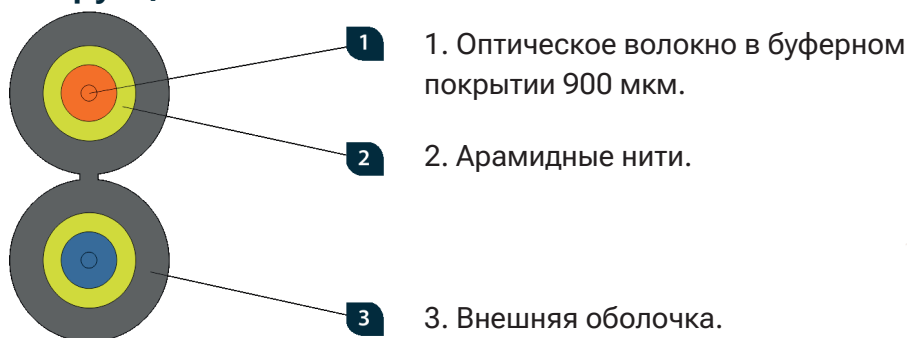 1
1. Оптическое волокно в буферном
покрытии 900 мкм.
2
2. Арамидные нити.
3
3. Внешняя оболочка.